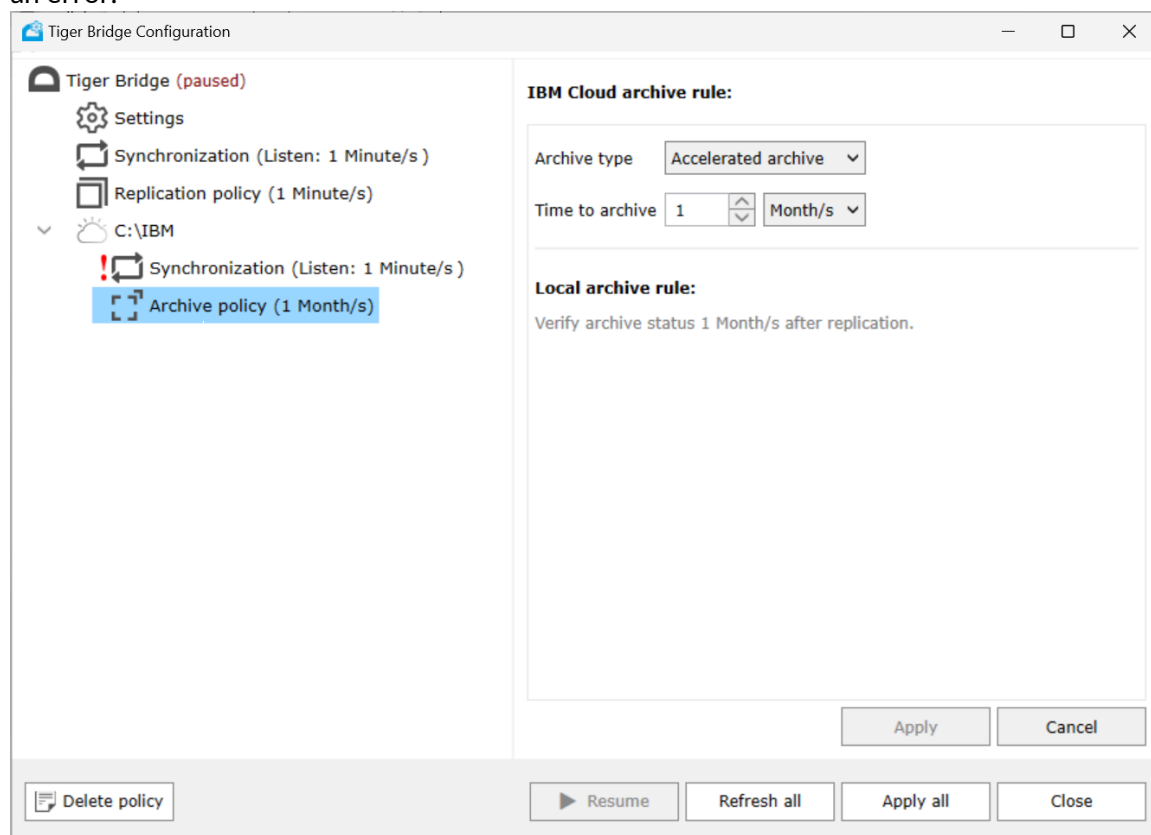 an error.
Tiger Bridge Configuration
Tiger Bridge (paused)
Settings
Synchronization (Listen: 1 Minute/s )
Replication policy (1 Minute/s)
C:\IBM
! Synchronization (Listen: 1 Minute/s )
Archive policy (1 Month/s)
IBM Cloud archive rule:
Archive type Accelerated archive
Time to archive 1 Month/s
Local archive rule:
Verify archive status 1 Month/s after replication.
Apply Cancel
Delete policy Resume Refresh all Apply all Close